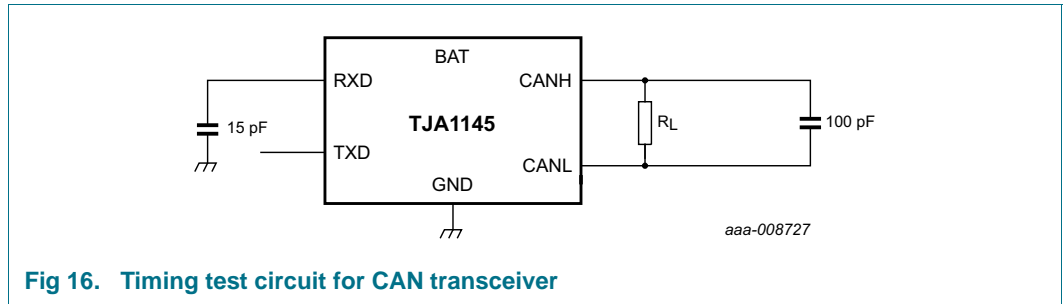 BAT
RXD
CANH
15 pF
TJA1145
RL
100 pF
TXD
CANL
GND
aaa-008727
Fig 16. Timing test circuit for CAN transceiver